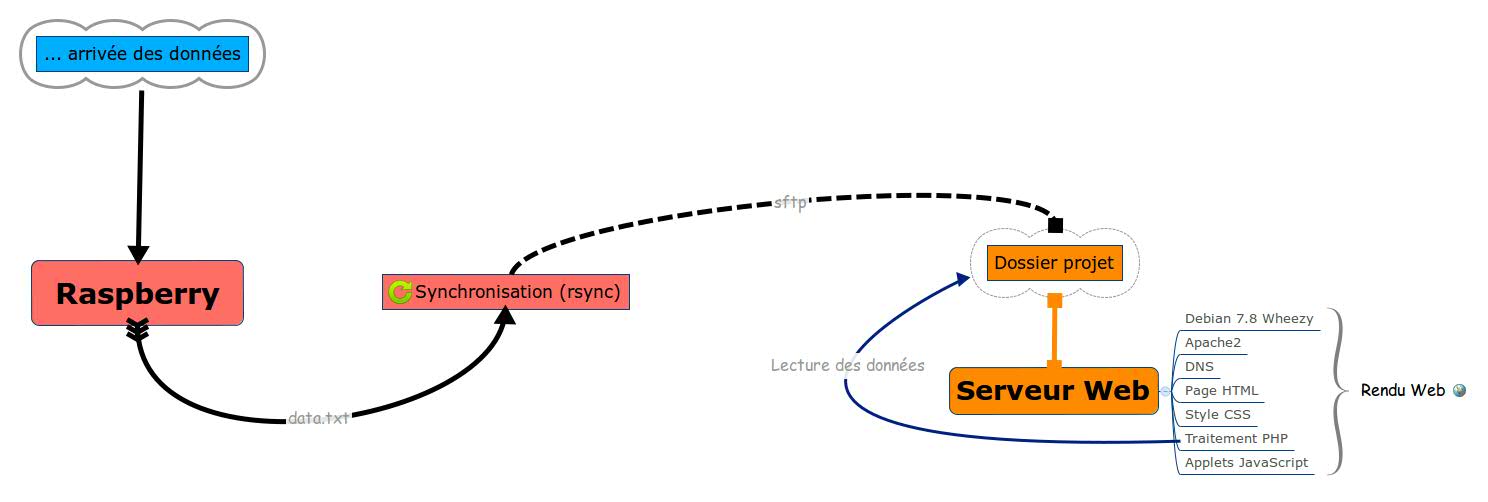 ... arrivée des données
Raspberry
data.txt
Synchronisation (rsync)
sftp
Dossier projet
Lecture des données
Serveur Web
Debian 7.8 Wheezy
Apache2
DNS
Page HTML
Style CSS
Traitement PHP
Applets JavaScript
Rendu Web